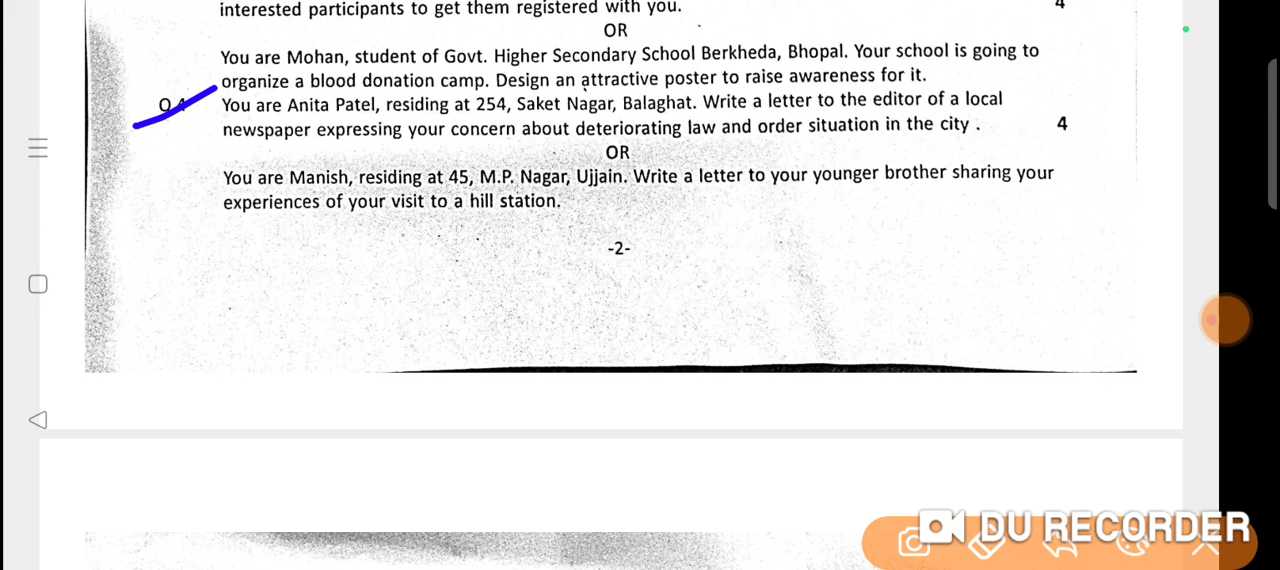 interested participants to get them registered with you. 4
OR
You are Mohan, student of Govt. Higher Secondary School Berkheda, Bhopal. Your school is going to
organize a blood donation camp. Design an attractive poster to raise awareness for it.
Q.4 You are Anita Patel, residing at 254, Saket Nagar, Balaghat. Write a letter to the editor of a local
newspaper expressing your concern about deteriorating law and order situation in the city . 4
OR
You are Manish, residing at 45, M.P. Nagar, Ujjain. Write a letter to your younger brother sharing your
experiences of your visit to a hill station.
-2-
DU RECORDER